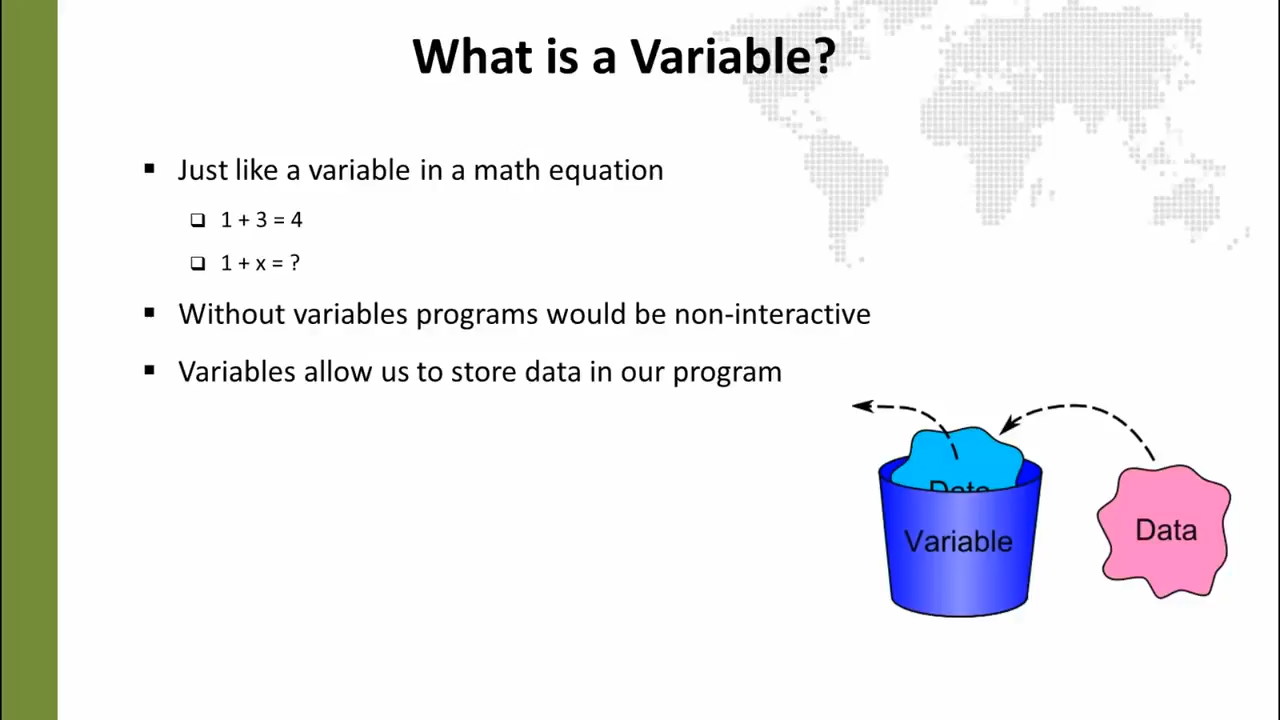 What is a Variable?
▪ Just like a variable in a math equation
❑ 1 + 3 = 4
❑ 1 + x = ?
▪ Without variables programs would be non-interactive
▪ Variables allow us to store data in our program
Data
Variable
Data